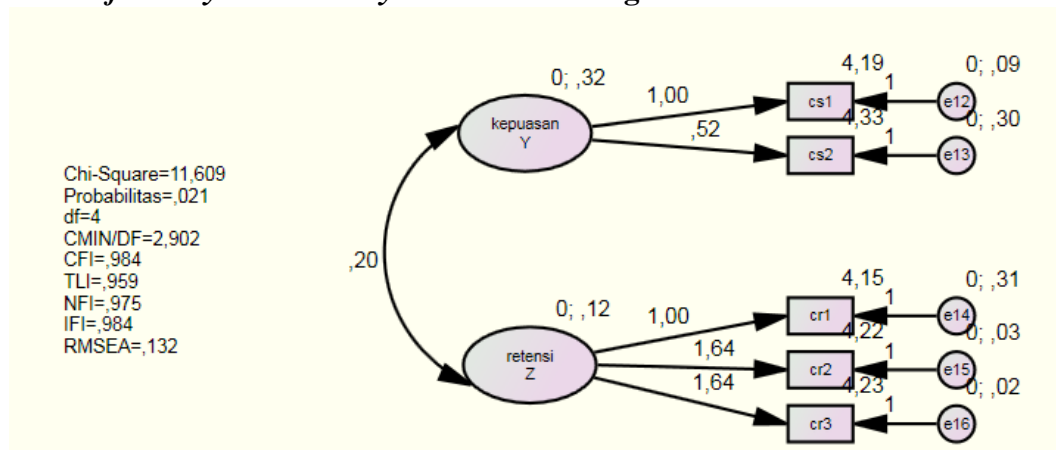 0; ,32
4,19
0; ,09
1,00
1
cs1
e12
kepuasan
Y
,52
4,33
0; ,30
1
cs2
e13
Chi-Square=11,609
Probabilitas=,021
df=4
CMIN/DF=2,902
CFI=,984
TLI=,959
NFI=,975
IFI=,984
RMSEA=,132
,20
0; ,12
4,15
0; ,31
1,00
1
cr1
e14
retensi
Z
1,64
4,22
0; ,03
1
cr2
e15
1,64
4,23
0; ,02
1
cr3
e16